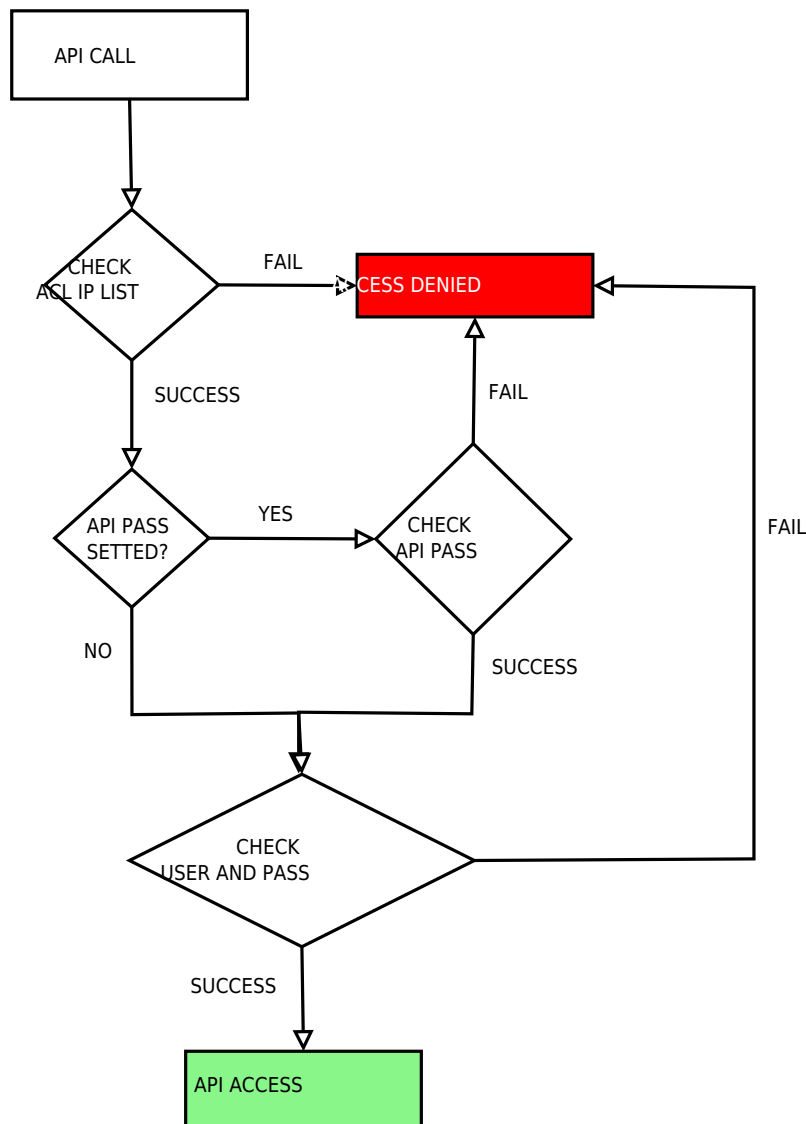 API CALL
CHECK
ACL IP LIST
FAIL
ACCESS DENIED
SUCCESS
FAIL
API PASS
SETTED?
YES
CHECK
API PASS
FAIL
NO
SUCCESS
CHECK
USER AND PASS
SUCCESS
API ACCESS